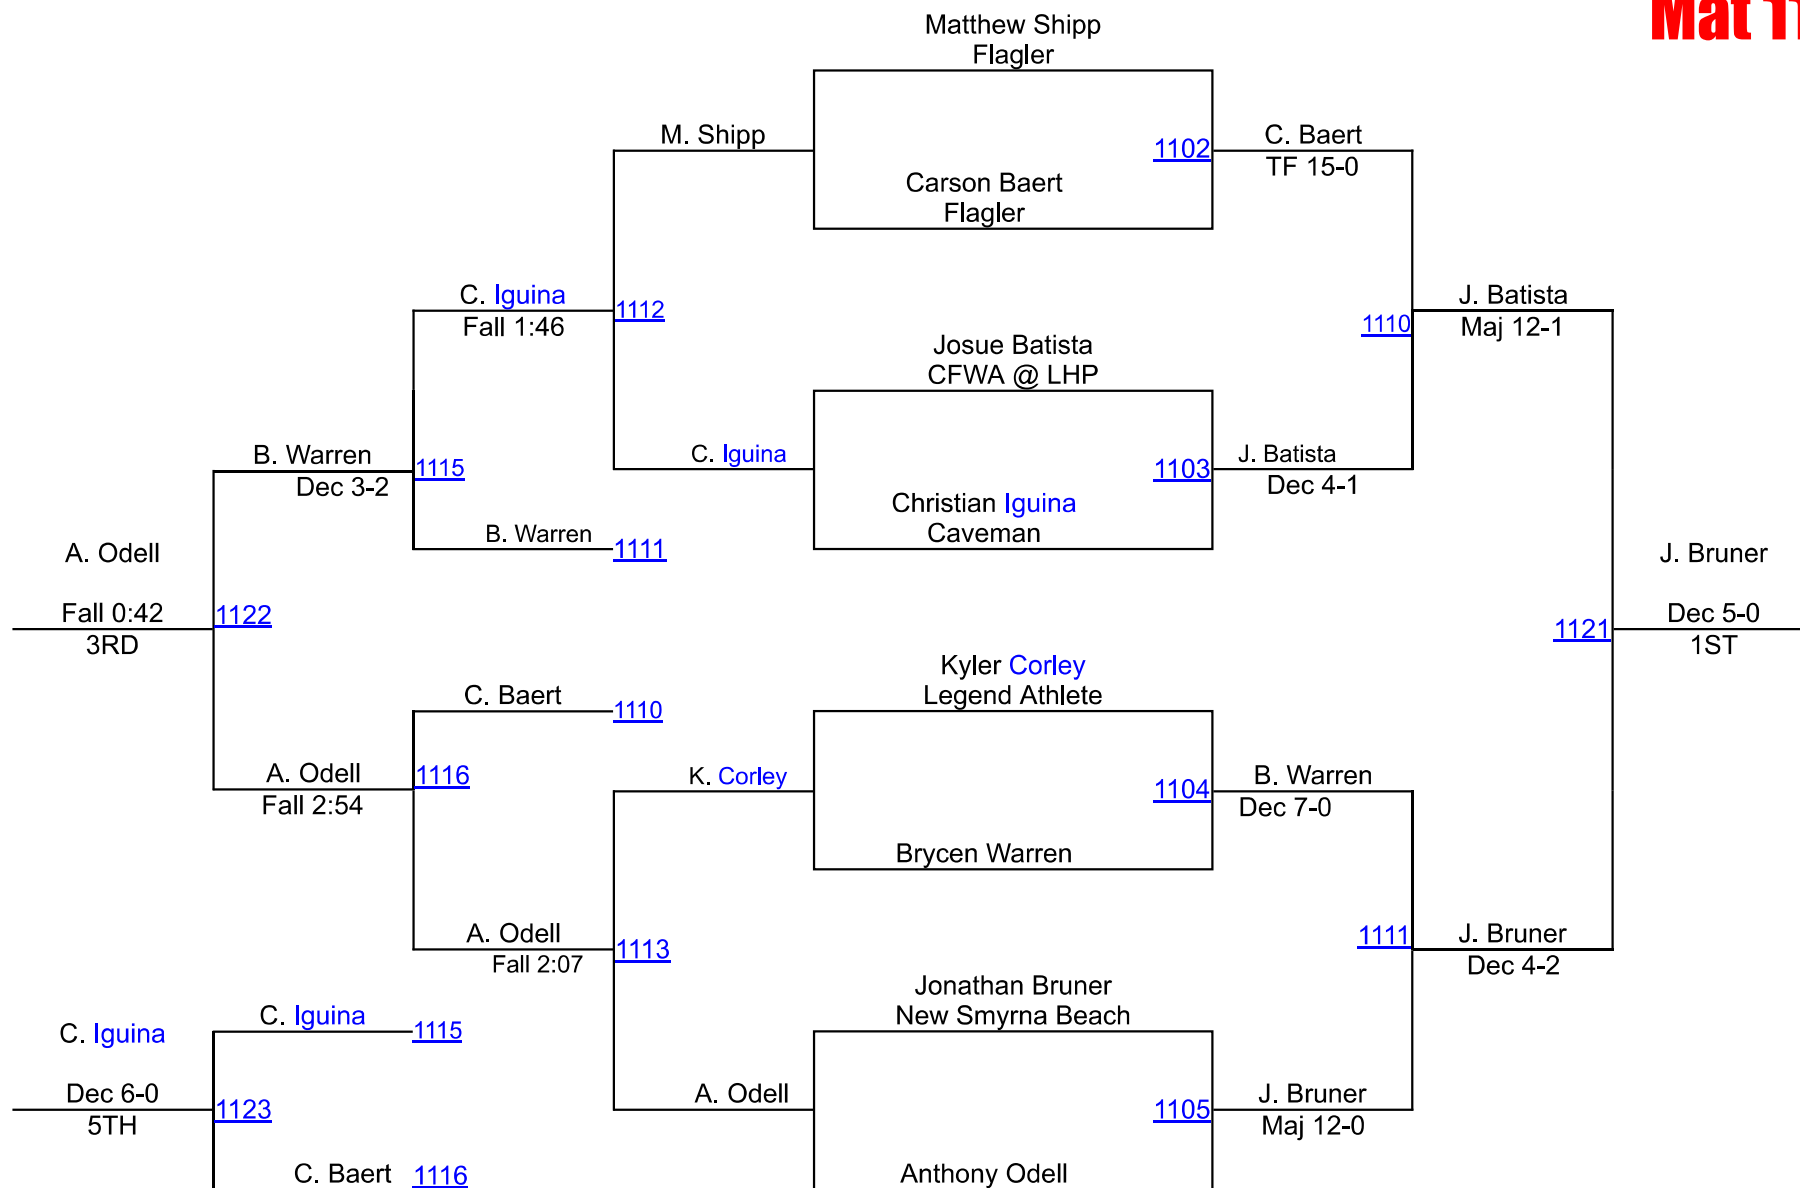 Mat 11
Matthew Shipp
Flagler
M. Shipp
1102
C. Baert
TF 15-0
Carson Baert
Flagler
C. Iguina
Fall 1:46
1112
J. Batista
Maj 12-1
1110
Josue Batista
CFWA @ LHP
B. Warren
Dec 3-2
1115
C. Iguina
1103
J. Batista
Dec 4-1
Christian Iguina
Caveman
B. Warren
1111
A. Odell
Fall 0:42
3RD
1122
J. Bruner
Dec 5-0
1ST
1121
Kyler Corley
Legend Athlete
C. Baert
1110
A. Odell
Fall 2:54
1116
K. Corley
1104
B. Warren
Dec 7-0
Brycen Warren
A. Odell
Fall 2:07
1113
1111
J. Bruner
Dec 4-2
Jonathan Bruner
New Smyrna Beach
C. Iguina
C. Iguina
1115
Dec 6-0
5TH
1123
A. Odell
1105
J. Bruner
Maj 12-0
C. Baert
1116
Anthony Odell